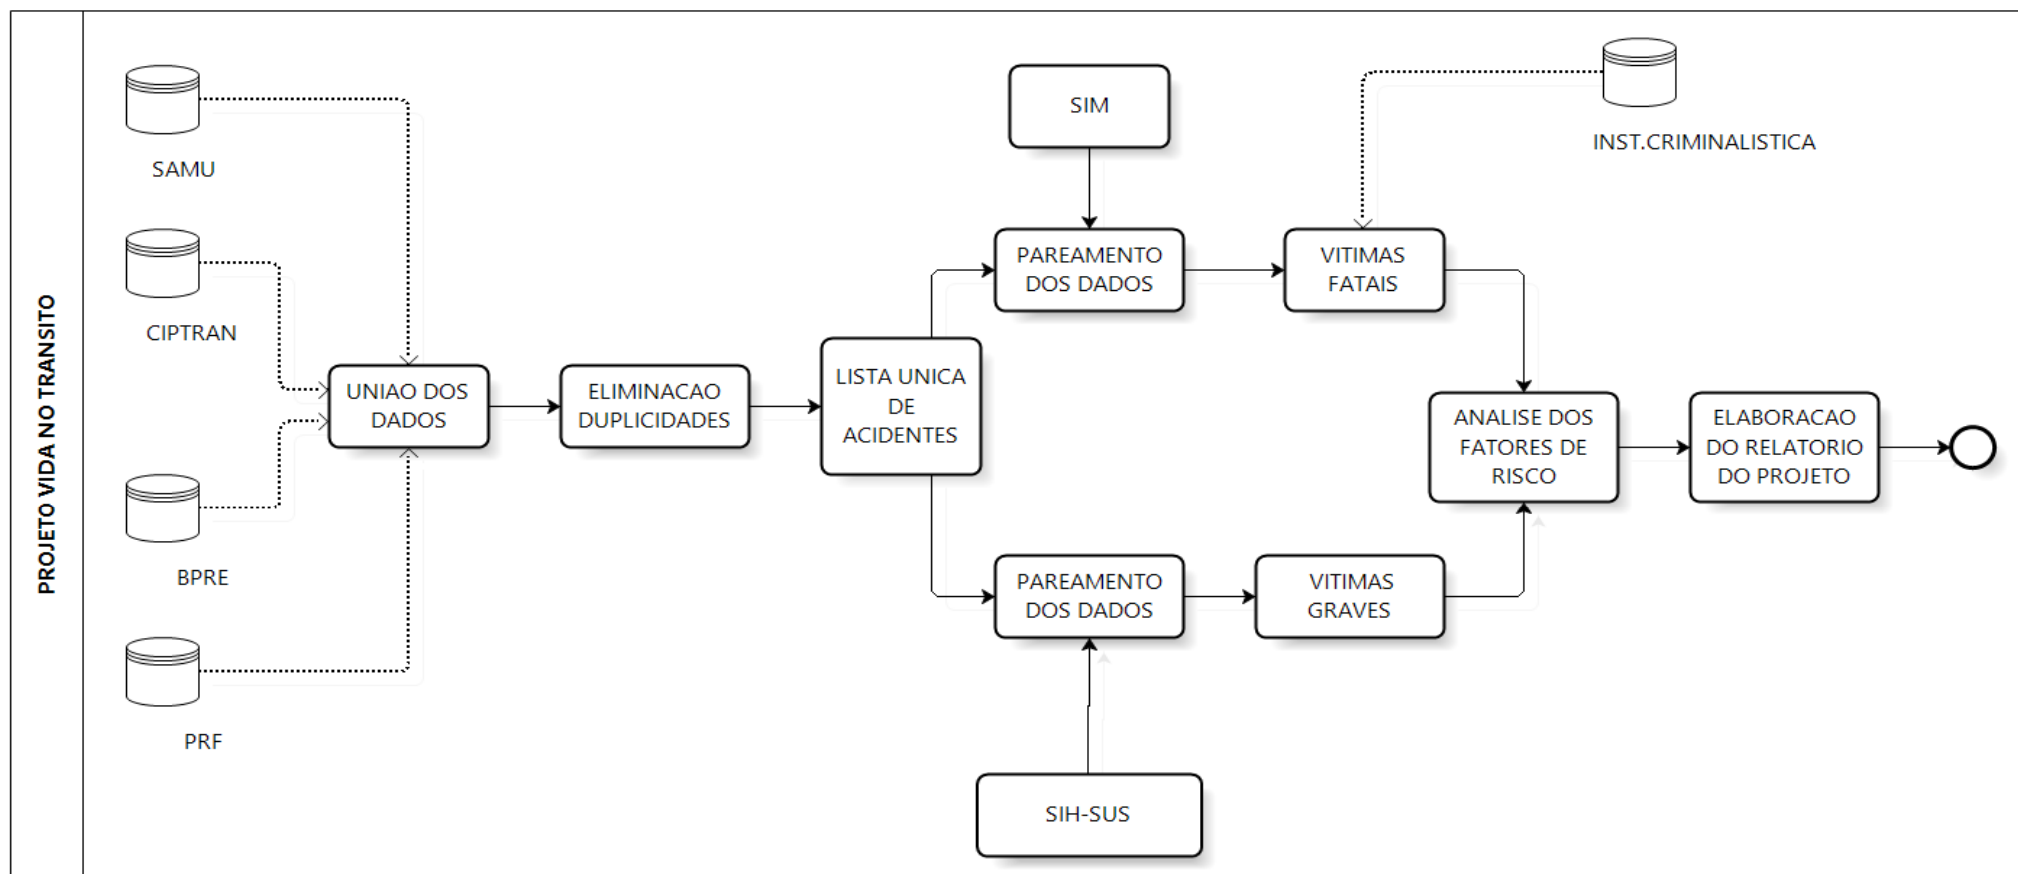 PROJETO VIDA NO TRANSITO
SAMU
CIPTRAN
BPRE
PRF
UNIAO DOS
DADOS
ELIMINACAO
DUPLICIDADES
LISTA UNICA
DE
ACIDENTES
SIM
PAREAMENTO
DOS DADOS
VITIMAS
FATAIS
INST.CRIMINALISTICA
PAREAMENTO
DOS DADOS
VITIMAS
GRAVES
SIH-SUS
ANALISE DOS
FATORES DE
RISCO
ELABORACAO
DO RELATORIO
DO PROJETO